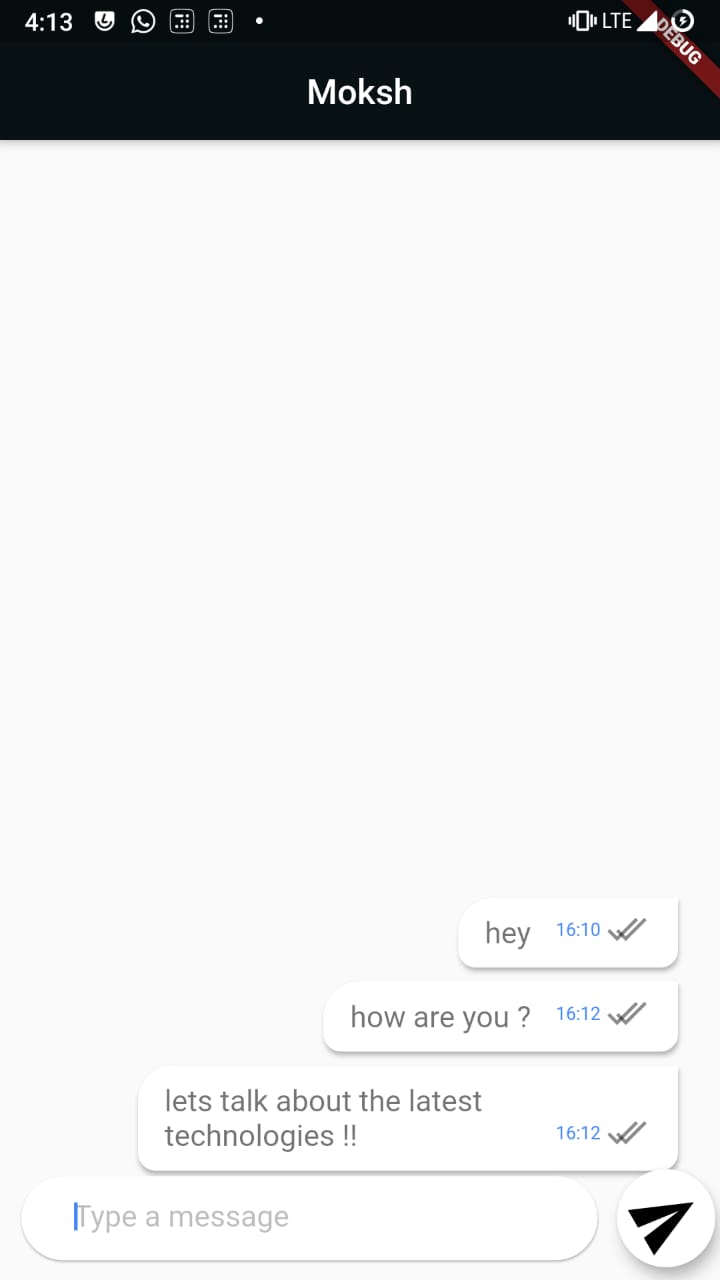 4:13
LTE
DEBUG
Moksh
hey 16:10
how are you ? 16:12
lets talk about the latest
technologies !! 16:12
Type a message